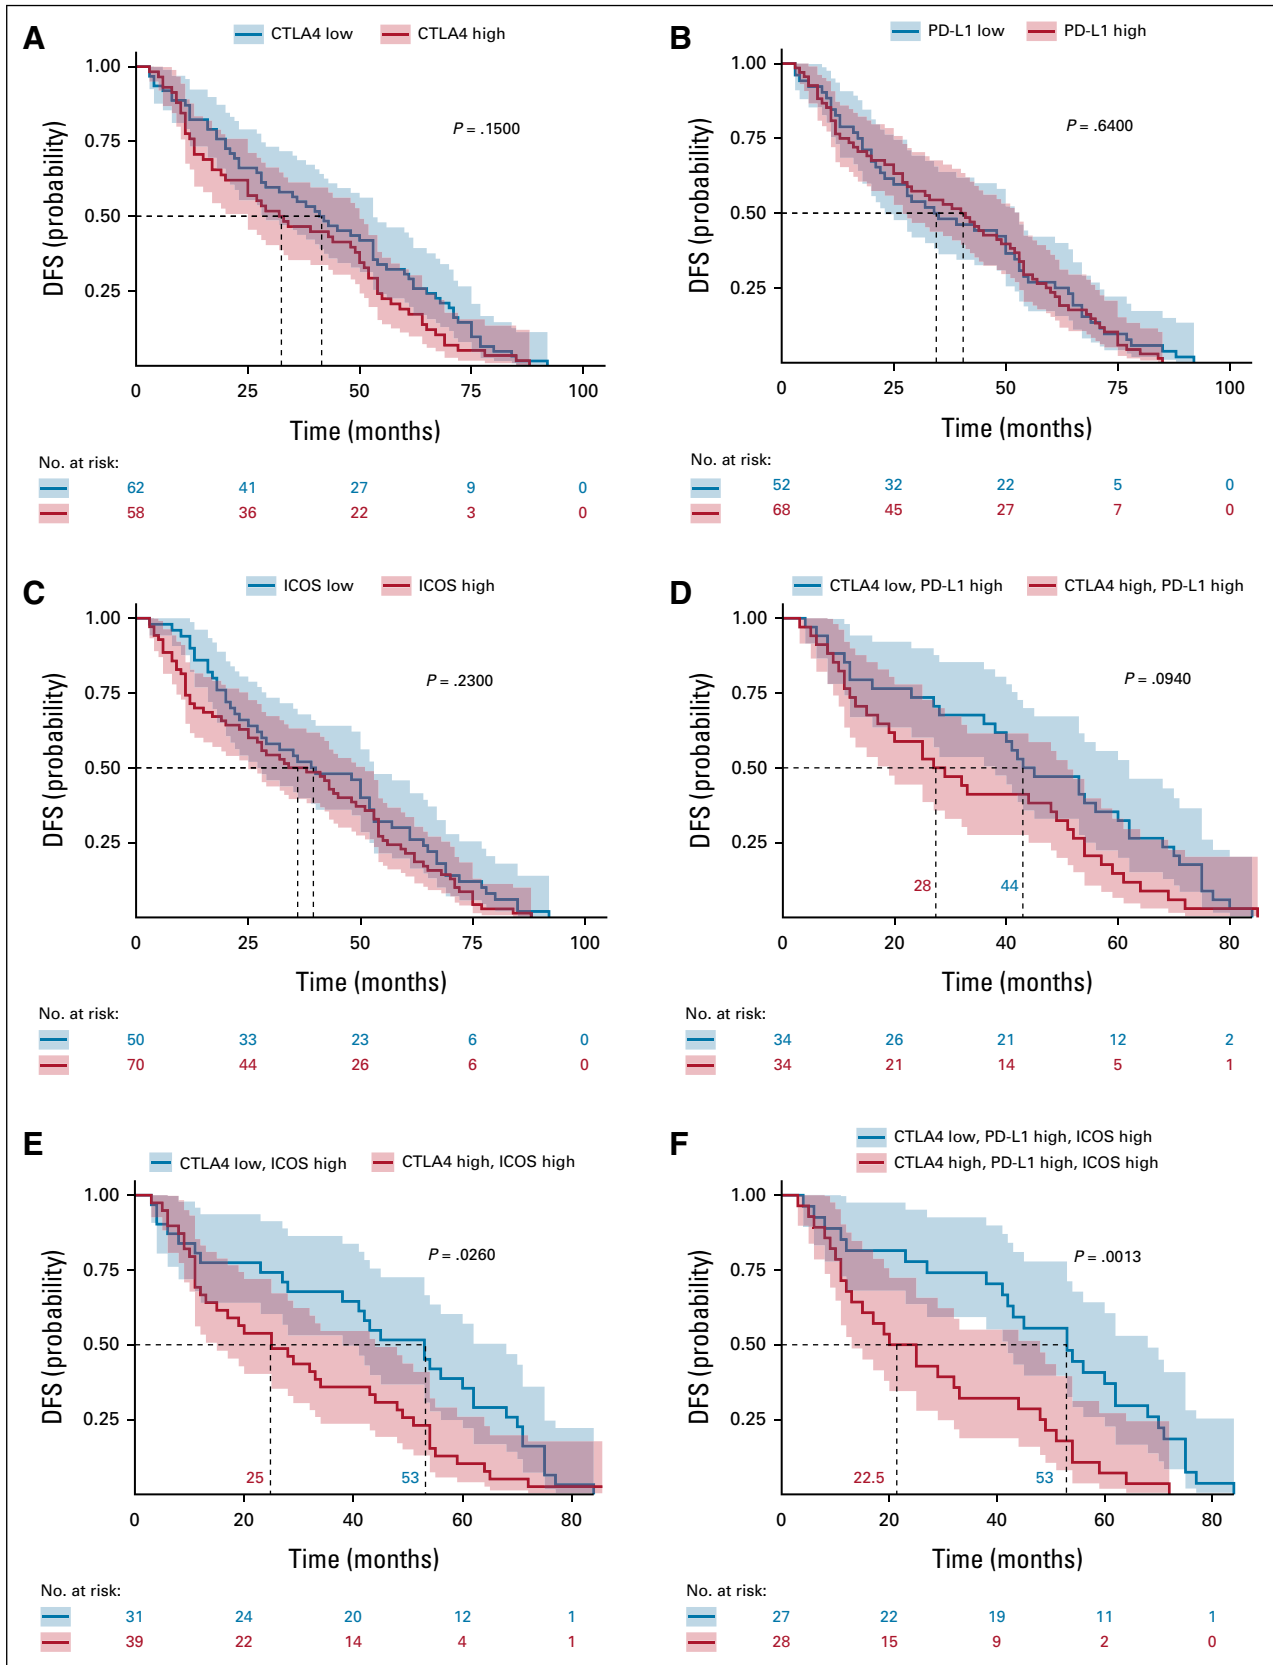 A
CTLA4 low CTLA4 high
1.00
0.75
0.50
0.25
DFS (probability)
P = .1500
0 25 50 75 100
Time (months)
No. at risk:
62 41 27 9 0
58 36 22 3 0
B
PD-L1 low PD-L1 high
1.00
0.75
0.50
0.25
DFS (probability)
P = .6400
0 25 50 75 100
Time (months)
No. at risk:
52 32 22 5 0
68 45 27 7 0
C
ICOS low ICOS high
1.00
0.75
0.50
0.25
DFS (probability)
P = .2300
0 25 50 75 100
Time (months)
No. at risk:
50 33 23 6 0
70 44 26 6 0
D
CTLA4 low, PD-L1 high CTLA4 high, PD-L1 high
1.00
0.75
0.50
0.25
DFS (probability)
P = .0940
28 44
0 20 40 60 80
Time (months)
No. at risk:
34 26 21 12 2
34 21 14 5 1
E
CTLA4 low, ICOS high CTLA4 high, ICOS high
1.00
0.75
0.50
0.25
DFS (probability)
P = .0260
25 53
0 20 40 60 80
Time (months)
No. at risk:
31 24 20 12 1
39 22 14 4 1
F
CTLA4 low, PD-L1 high, ICOS high
CTLA4 high, PD-L1 high, ICOS high
1.00
0.75
0.50
0.25
DFS (probability)
P = .0013
22.5 53
0 20 40 60 80
Time (months)
No. at risk:
27 22 19 11 1
28 15 9 2 0